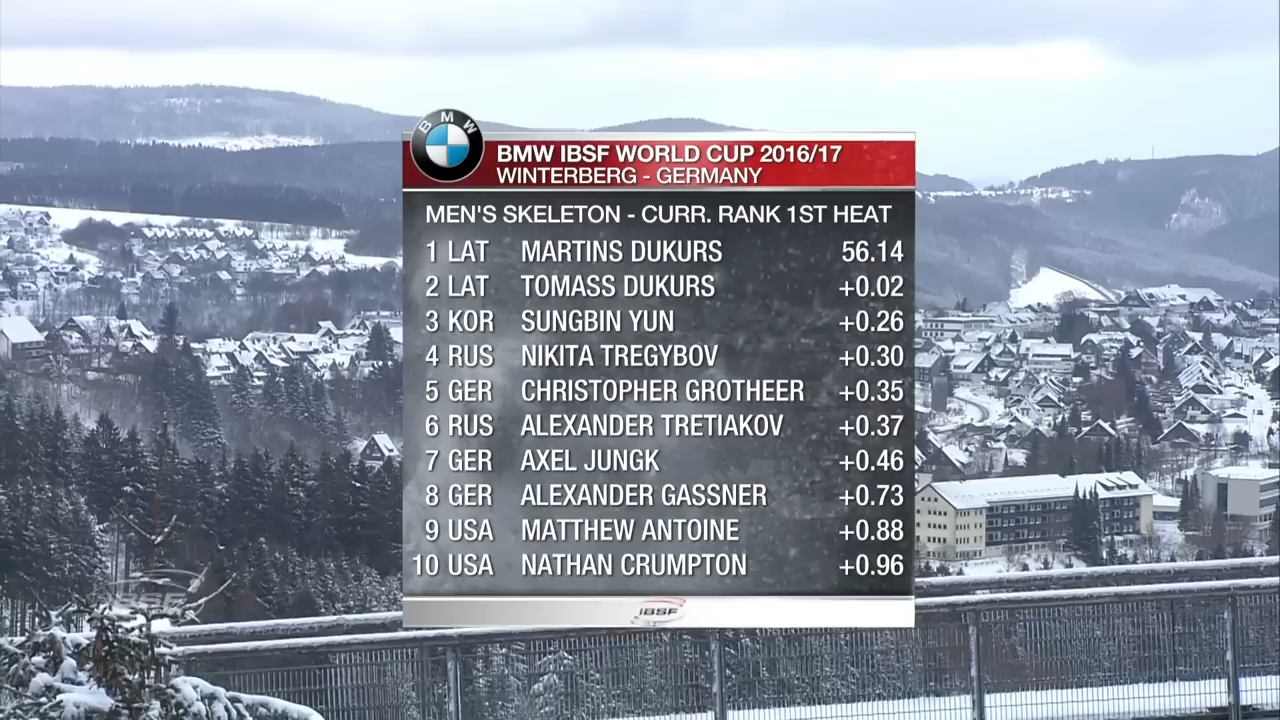 BMW
BMW IBSF WORLD CUP 2016/17
WINTERBERG - GERMANY
MEN'S SKELETON - CURR. RANK 1ST HEAT
1 LAT MARTINS DUKURS 56.14
2 LAT TOMASS DUKURS +0.02
3 KOR SUNGBIN YUN +0.26
4 RUS NIKITA TREGYBOV +0.30
5 GER CHRISTOPHER GROTHEER +0.35
6 RUS ALEXANDER TRETIAKOV +0.37
7 GER AXEL JUNGK +0.46
8 GER ALEXANDER GASSNER +0.73
9 USA MATTHEW ANTOINE +0.88
10 USA NATHAN CRUMPTON +0.96
IBSF
IBSF